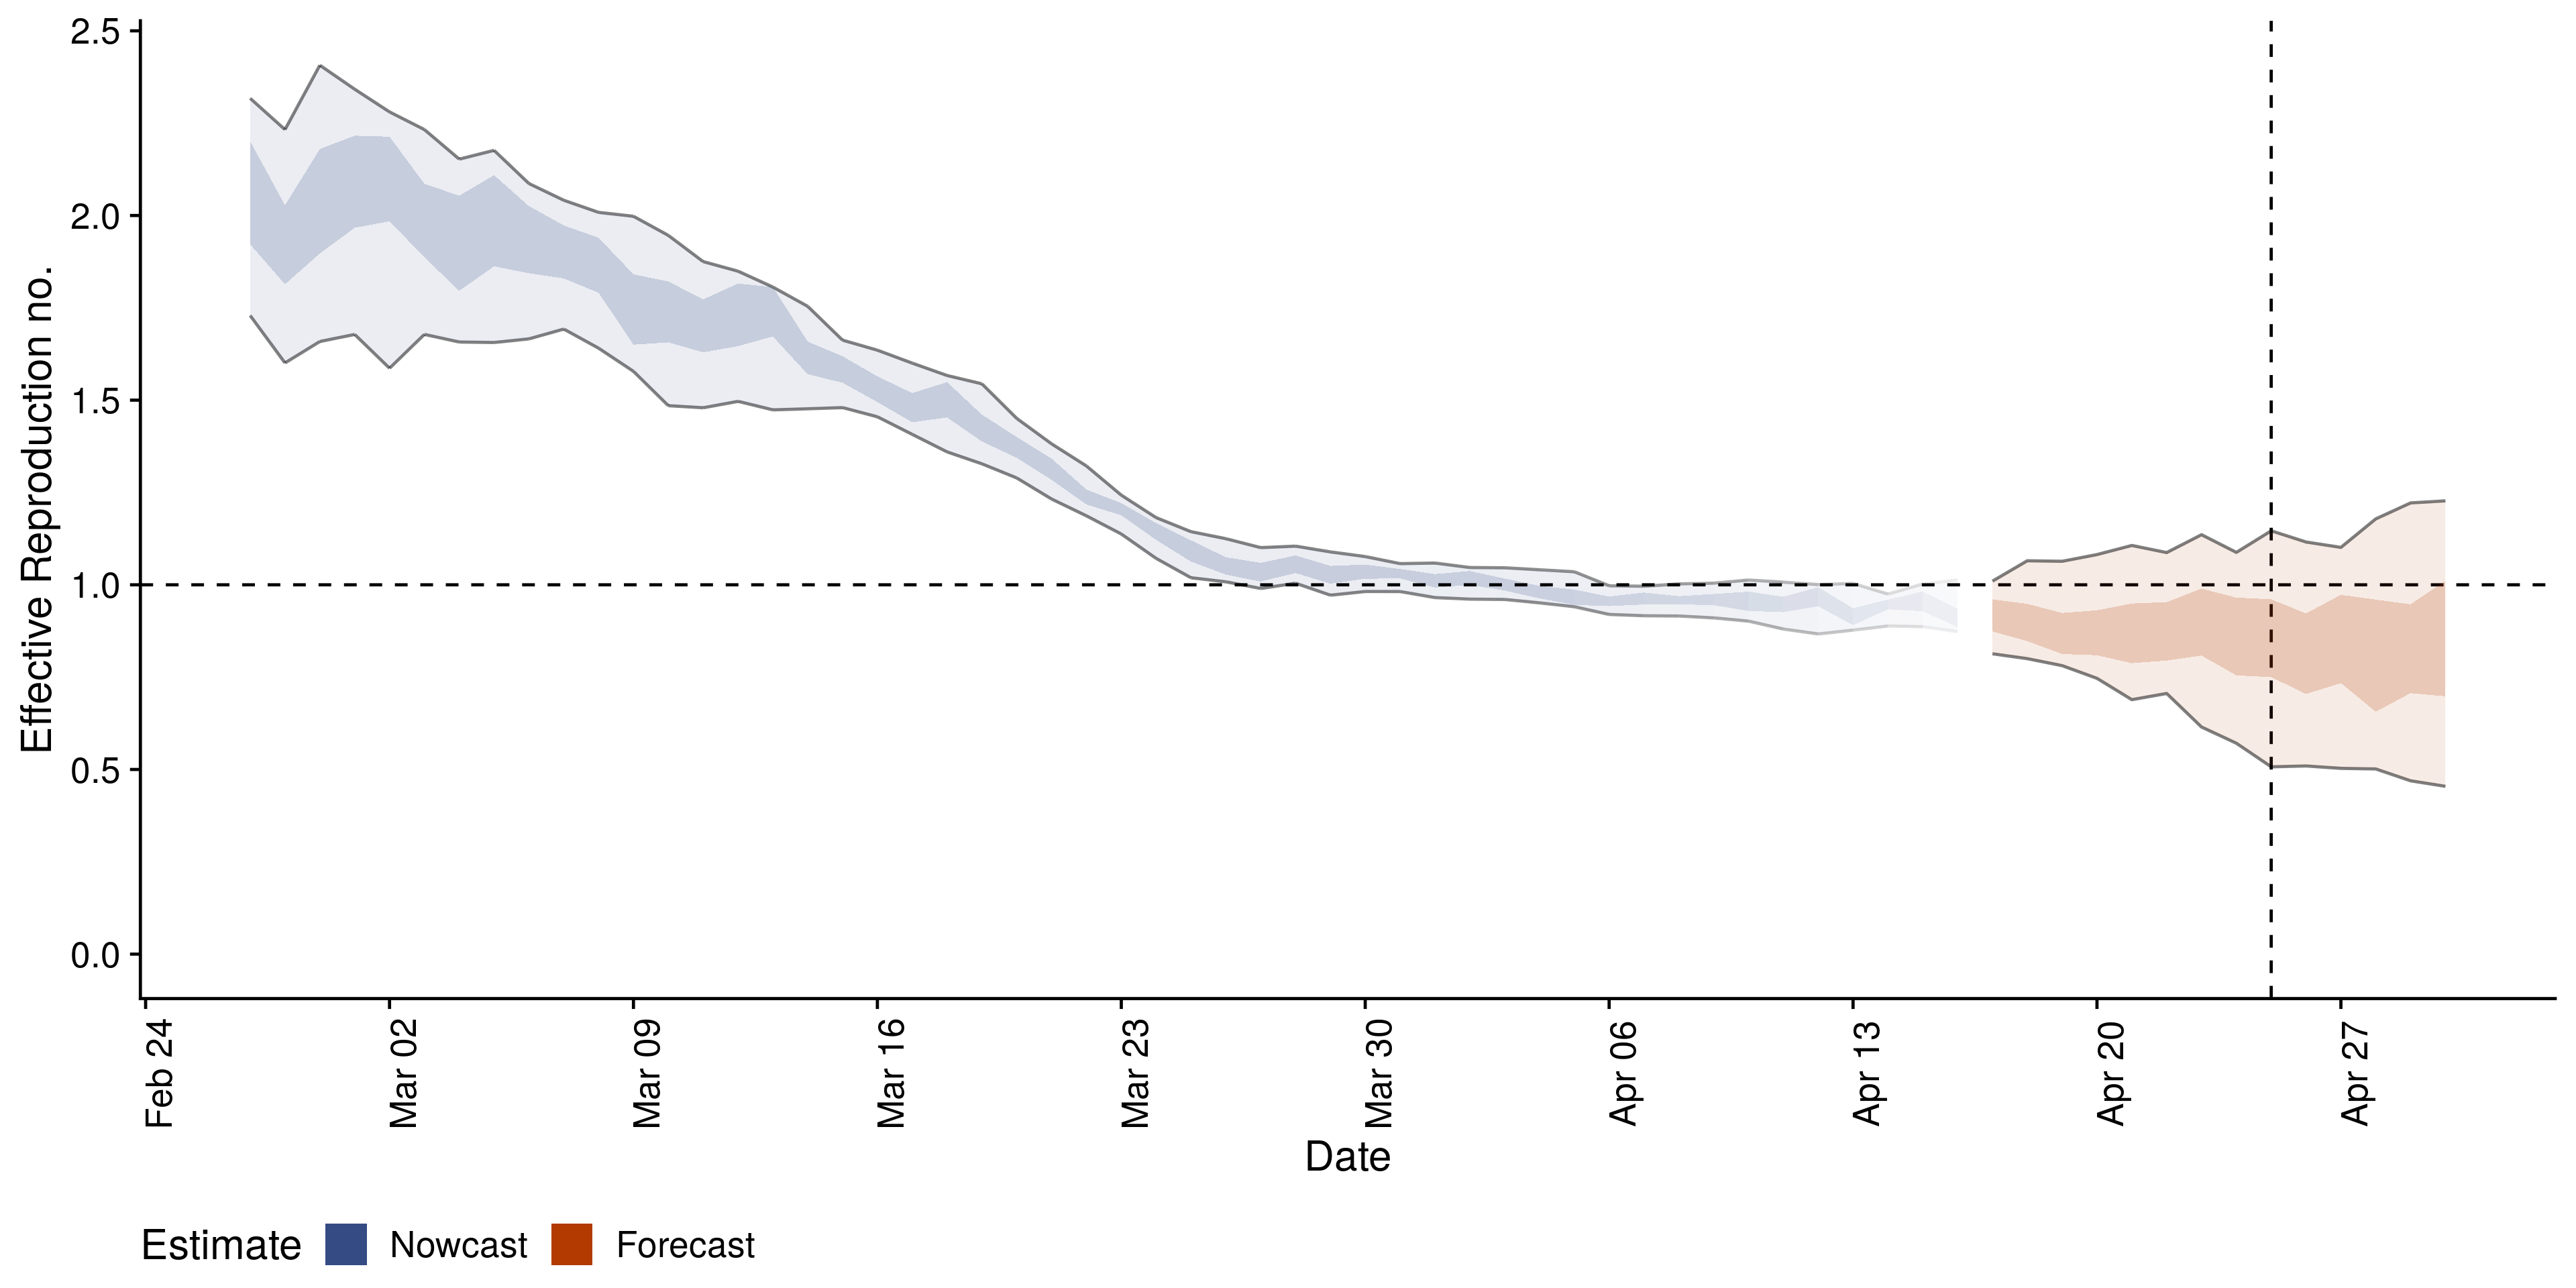 Effective Reproduction no.
2.5
2.0
1.5
1.0
0.5
0.0
Feb 24
Mar 02
Mar 09
Mar 16
Mar 23
Mar 30
Apr 06
Apr 13
Apr 20
Apr 27
Date
Estimate Nowcast Forecast